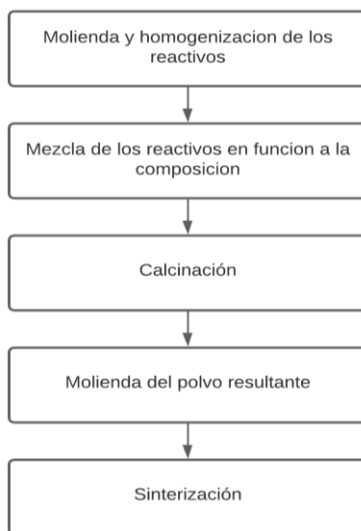 Molienda y homogenizacion de los
reactivos
Mezcla de los reactivos en funcion a la
composicion
Calcinación
Molienda del polvo resultante
Sinterización